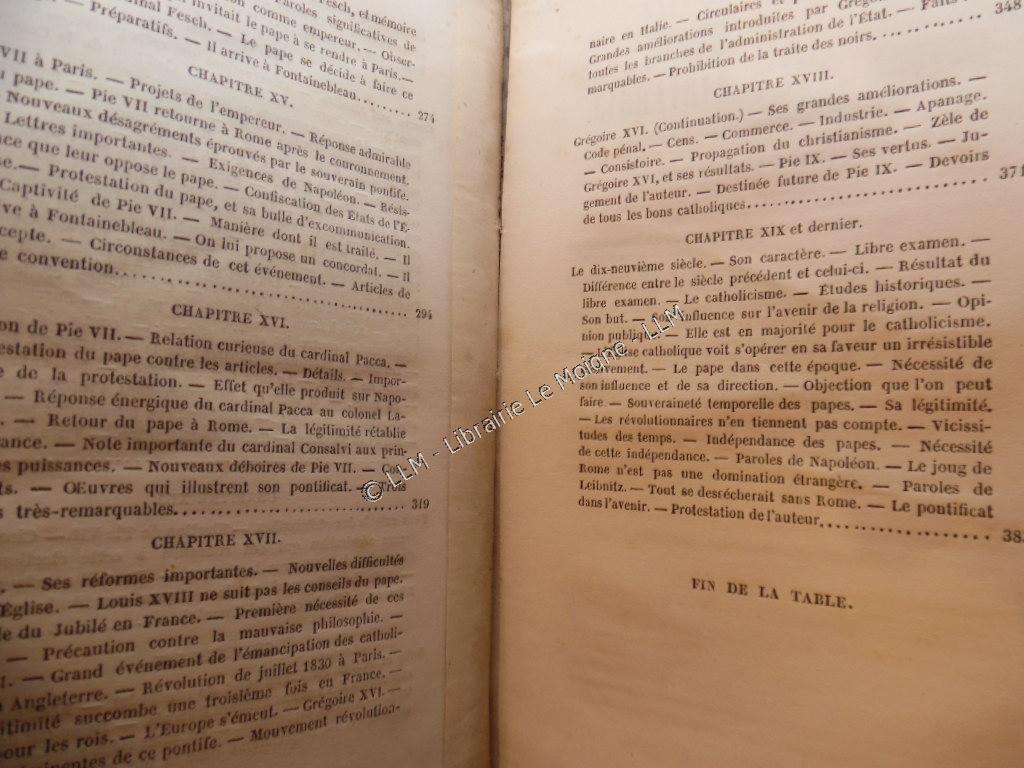 Fesch, et mémoire
Paroles significatives de
comme empereur. — Obser-
invitait le pape à se rendre à Paris.—
dinal Fesch. — Le pape se décide à faire ce
Préparatifs. — Il arrive à Fontainebleau......... 274
CHAPITRE XV.
VII à Paris. — Projets de l'empereur. — Réponse admirable
u pape. — Pie VII retourne à Rome après le couronnement.
Nouveaux désagréments éprouvés par le souverain pontife.
Lettres importantes. — Exigences de Napoléon. — Résis-
ce que leur oppose le pape. — Confiscation des États de l'É-
se.— Protestation du pape, et sa bulle d'excommunication.
Captivité de Pie VII. — Manière dont il est traité. — Il
ive à Fontainebleau. — On lui propose un concordat. — Il
cepte. — Circonstances de cet événement. — Articles de
e convention.............................. 294
CHAPITRE XVI.
on de Pie VII. — Relation curieuse du cardinal Pacca. —
estation du pape contre les articles. — Détails. — Impor-
e de la protestation. — Effet qu'elle produit sur Napo-
— Réponse énergique du cardinal Pacca au colonel La-
. — Retour du pape à Rome. — La légitimité rétablie
rance. — Note importante du cardinal Consalvi aux prin-
es puissances. — Nouveaux déboires de Pie VII. —
ts. — OEuvres qui illustrent son pontificat. — Trois
s très-remarquables.............................. 319
CHAPITRE XVII.
. — Ses réformes importantes. — Nouvelles difficultés
Église. — Louis XVIII ne suit pas les conseils du pape.
le du Jubilé en France. — Première nécessité de ces
— Précaution contre la mauvaise philosophie. —
t. — Grand événement de l'émancipation des catholi-
n Angleterre. — Révolution de juillet 1830 à Paris. —
itimité succombe une troisième fois en France. —
pour les rois. — L'Europe s'émeut. — Grégoire XVI. —
minentes de ce pontife. — Mouvement révolution-
naire en Italie. — Circulaires et
Grandes améliorations introduites par Grégo
toutes les branches de l'administration de l'État. — Faits
marquables. — Prohibition de la traite des noirs............ 348
CHAPITRE XVIII.
Grégoire XVI. (Continuation.) — Ses grandes améliorations. —
Code pénal. — Cens. — Commerce. — Industrie. — Apanage.
— Consistoire. — Propagation du christianisme. — Zèle de
Grégoire XVI, et ses résultats. — Pie IX. — Ses vertus. — Ju-
gement de l'auteur. — Destinée future de Pie IX. — Devoirs
de tous les bons catholiques.............................. 371
CHAPITRE XIX et dernier.
Le dix-neuvième siècle. — Son caractère. — Libre examen. —
Différence entre le siècle précédent et celui-ci. — Résultat du
libre examen. — Le catholicisme. — Études historiques. —
Son but. — Son influence sur l'avenir de la religion. — Opi-
nion publique. — Elle est en majorité pour le catholicisme.
se catholique voit s'opérer en sa faveur un irrésistible
mouvement. — Le pape dans cette époque. — Nécessité de
son influence et de sa direction. — Objection que l'on peut
faire. — Souveraineté temporelle des papes. — Sa légitimité.
— Les révolutionnaires n'en tiennent pas compte. — Vicissi-
tudes des temps. — Indépendance des papes. — Nécessité
de cette indépendance. — Paroles de Napoléon. — Le joug de
Rome n'est pas une domination étrangère. — Paroles de
Leibnitz. — Tout se dessécherait sans Rome. — Le pontificat
dans l'avenir. — Protestation de l'auteur.................. 383
FIN DE LA TABLE.
© LLM - Librairie Le Moigne - LLM